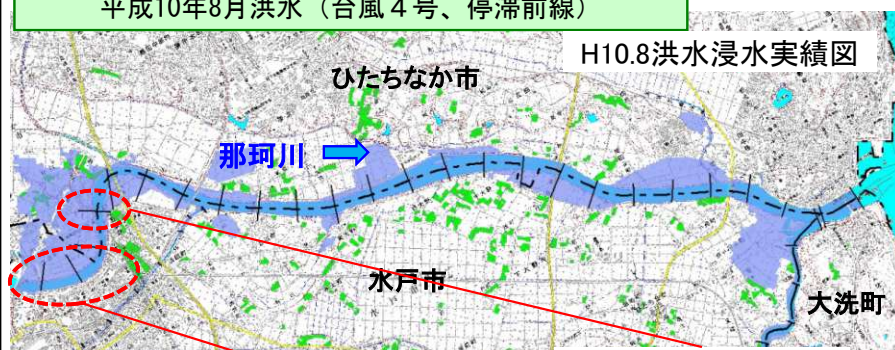 平成10年8月洪水（台風４号、停滞前線）
H10.8洪水浸水実績図
ひたちなか市
那珂川
水戸市
大洗町